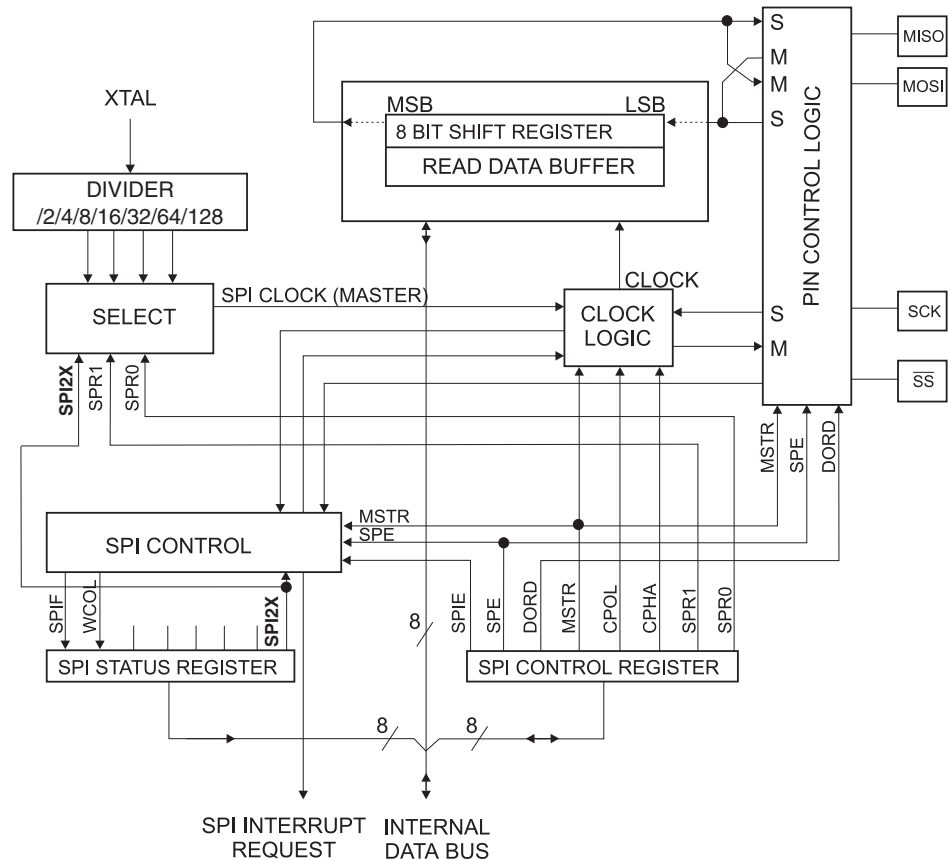 S
MISO
M
M
MOSI
MSB
LSB
XTAL
8 BIT SHIFT REGISTER
S
READ DATA BUFFER
PIN CONTROL LOGIC
DIVIDER
/2/4/8/16/32/64/128
CLOCK
SPI CLOCK (MASTER)
SELECT
CLOCK
LOGIC
S
SCK
M
SPI2X
SPR1
SPR0
SS
MSTR
SPE
DORD
MSTR
SPE
SPI CONTROL
SPIF
WCOL
SPI2X
8
SPIE
SPE
DORD
MSTR
CPOL
CPHA
SPR1
SPR0
SPI STATUS REGISTER
SPI CONTROL REGISTER
8
8
SPI INTERRUPT
REQUEST
INTERNAL
DATA BUS